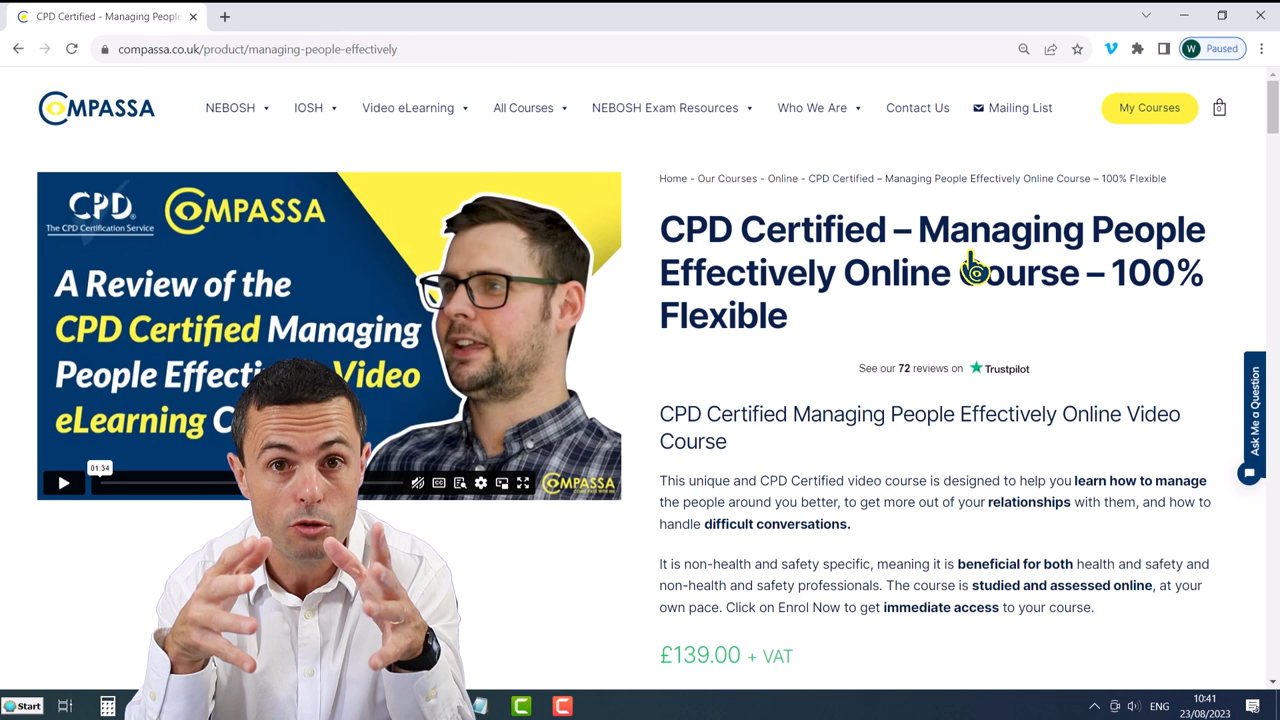 CPD Certified - Managing Peopl
compassa.co.uk/product/managing-people-effectively
W Paused
COMPASSA
NEBOSH IOSH Video eLearning All Courses NEBOSH Exam Resources Who We Are Contact Us Mailing List My Courses 0
CPD
The CPD Certification Service
COMPASSA
A Review of the
CPD Certified Managing
People Effecti Video
eLearning C
01:34
CC
COMPASSA
Home - Our Courses - Online - CPD Certified – Managing People Effectively Online Course – 100% Flexible
CPD Certified – Managing People
Effectively Online Course – 100%
Flexible
See our 72 reviews on Trustpilot
CPD Certified Managing People Effectively Online Video
Course
This unique and CPD Certified video course is designed to help you learn how to manage
the people around you better, to get more out of your relationships with them, and how to
handle difficult conversations.
It is non-health and safety specific, meaning it is beneficial for both health and safety and
non-health and safety professionals. The course is studied and assessed online, at your
own pace. Click on Enrol Now to get immediate access to your course.
£139.00 + VAT
Ask Me a Question
Start
ENG
10:41
23/08/2023